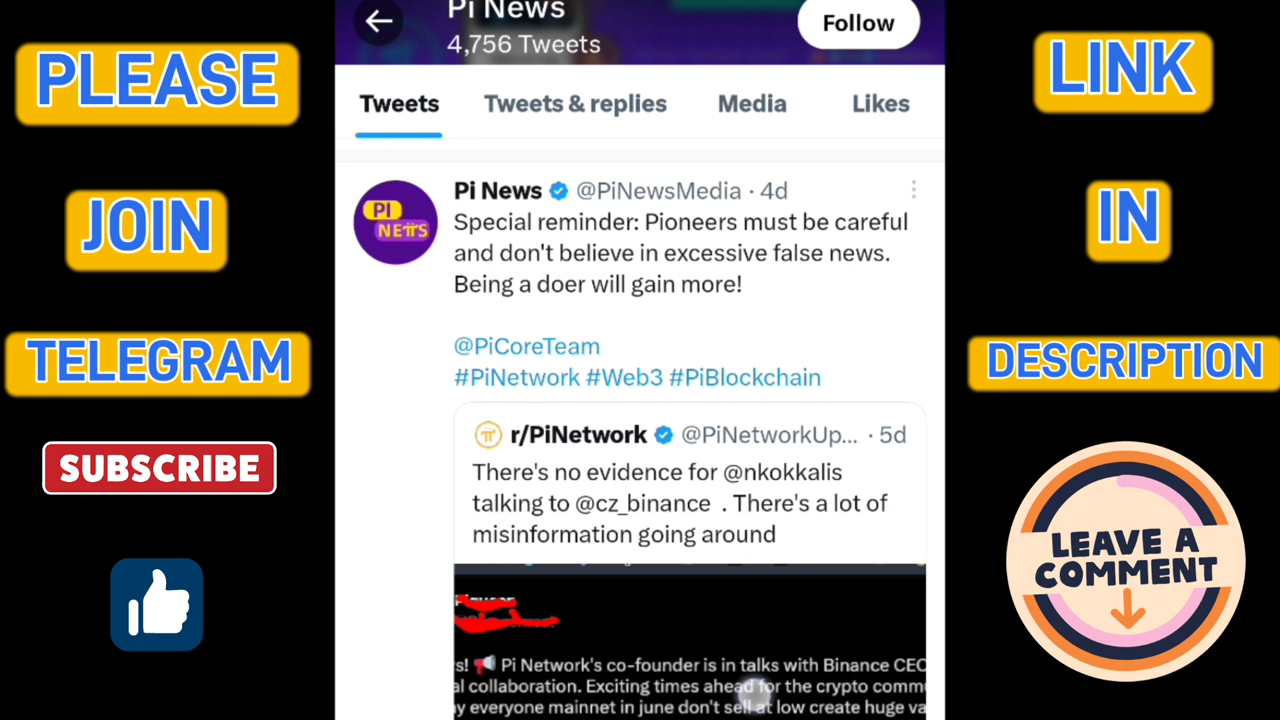 PLEASE
JOIN
TELEGRAM
SUBSCRIBE
Pi News
4,756 Tweets
Follow
Tweets
Tweets & replies
Media
Likes
PI
NEWS
Pi News @PiNewsMedia · 4d
Special reminder: Pioneers must be careful
and don't believe in excessive false news.
Being a doer will gain more!
@PiCoreTeam
#PiNetwork #Web3 #PiBlockchain
r/PiNetwork @PiNetworkUp... · 5d
There's no evidence for @nkokkalis
talking to @cz_binance . There's a lot of
misinformation going around
s! Pi Network's co-founder is in talks with Binance CEO
al collaboration. Exciting times ahead for the crypto comm
y everyone mainnet in june don't sell at low create huge va
LINK
IN
DESCRIPTION
LEAVE A
COMMENT